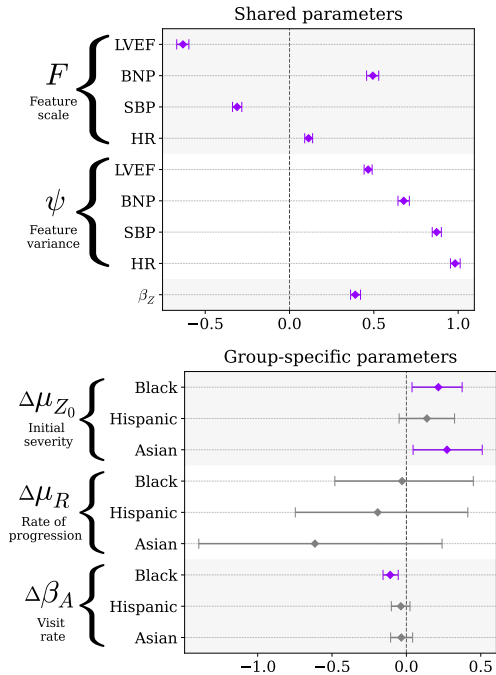 Shared parameters
F
Feature
scale
LVEF
BNP
SBP
HR
ψ
Feature
variance
LVEF
BNP
SBP
HR
β_Z
−0.5 0.0 0.5 1.0
Group-specific parameters
Δμ_{Z_0}
Initial
severity
Black
Hispanic
Asian
Δμ_R
Rate of
progression
Black
Hispanic
Asian
Δβ_A
Visit
rate
Black
Hispanic
Asian
−1.0 −0.5 0.0 0.5